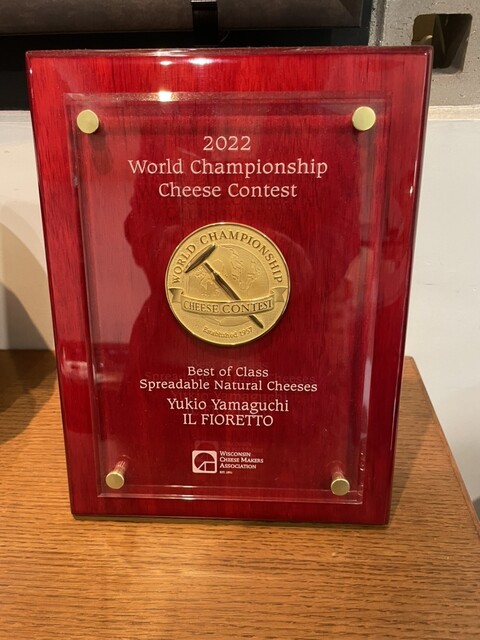 2022
World Championship
Cheese Contest
WORLD CHAMPIONSHIP
CHEESE CONTEST
Established 1957
Best of Class
Spreadable Natural Cheeses
Yukio Yamaguchi
IL FIORETTO
WISCONSIN
CHEESE MAKERS
ASSOCIATION